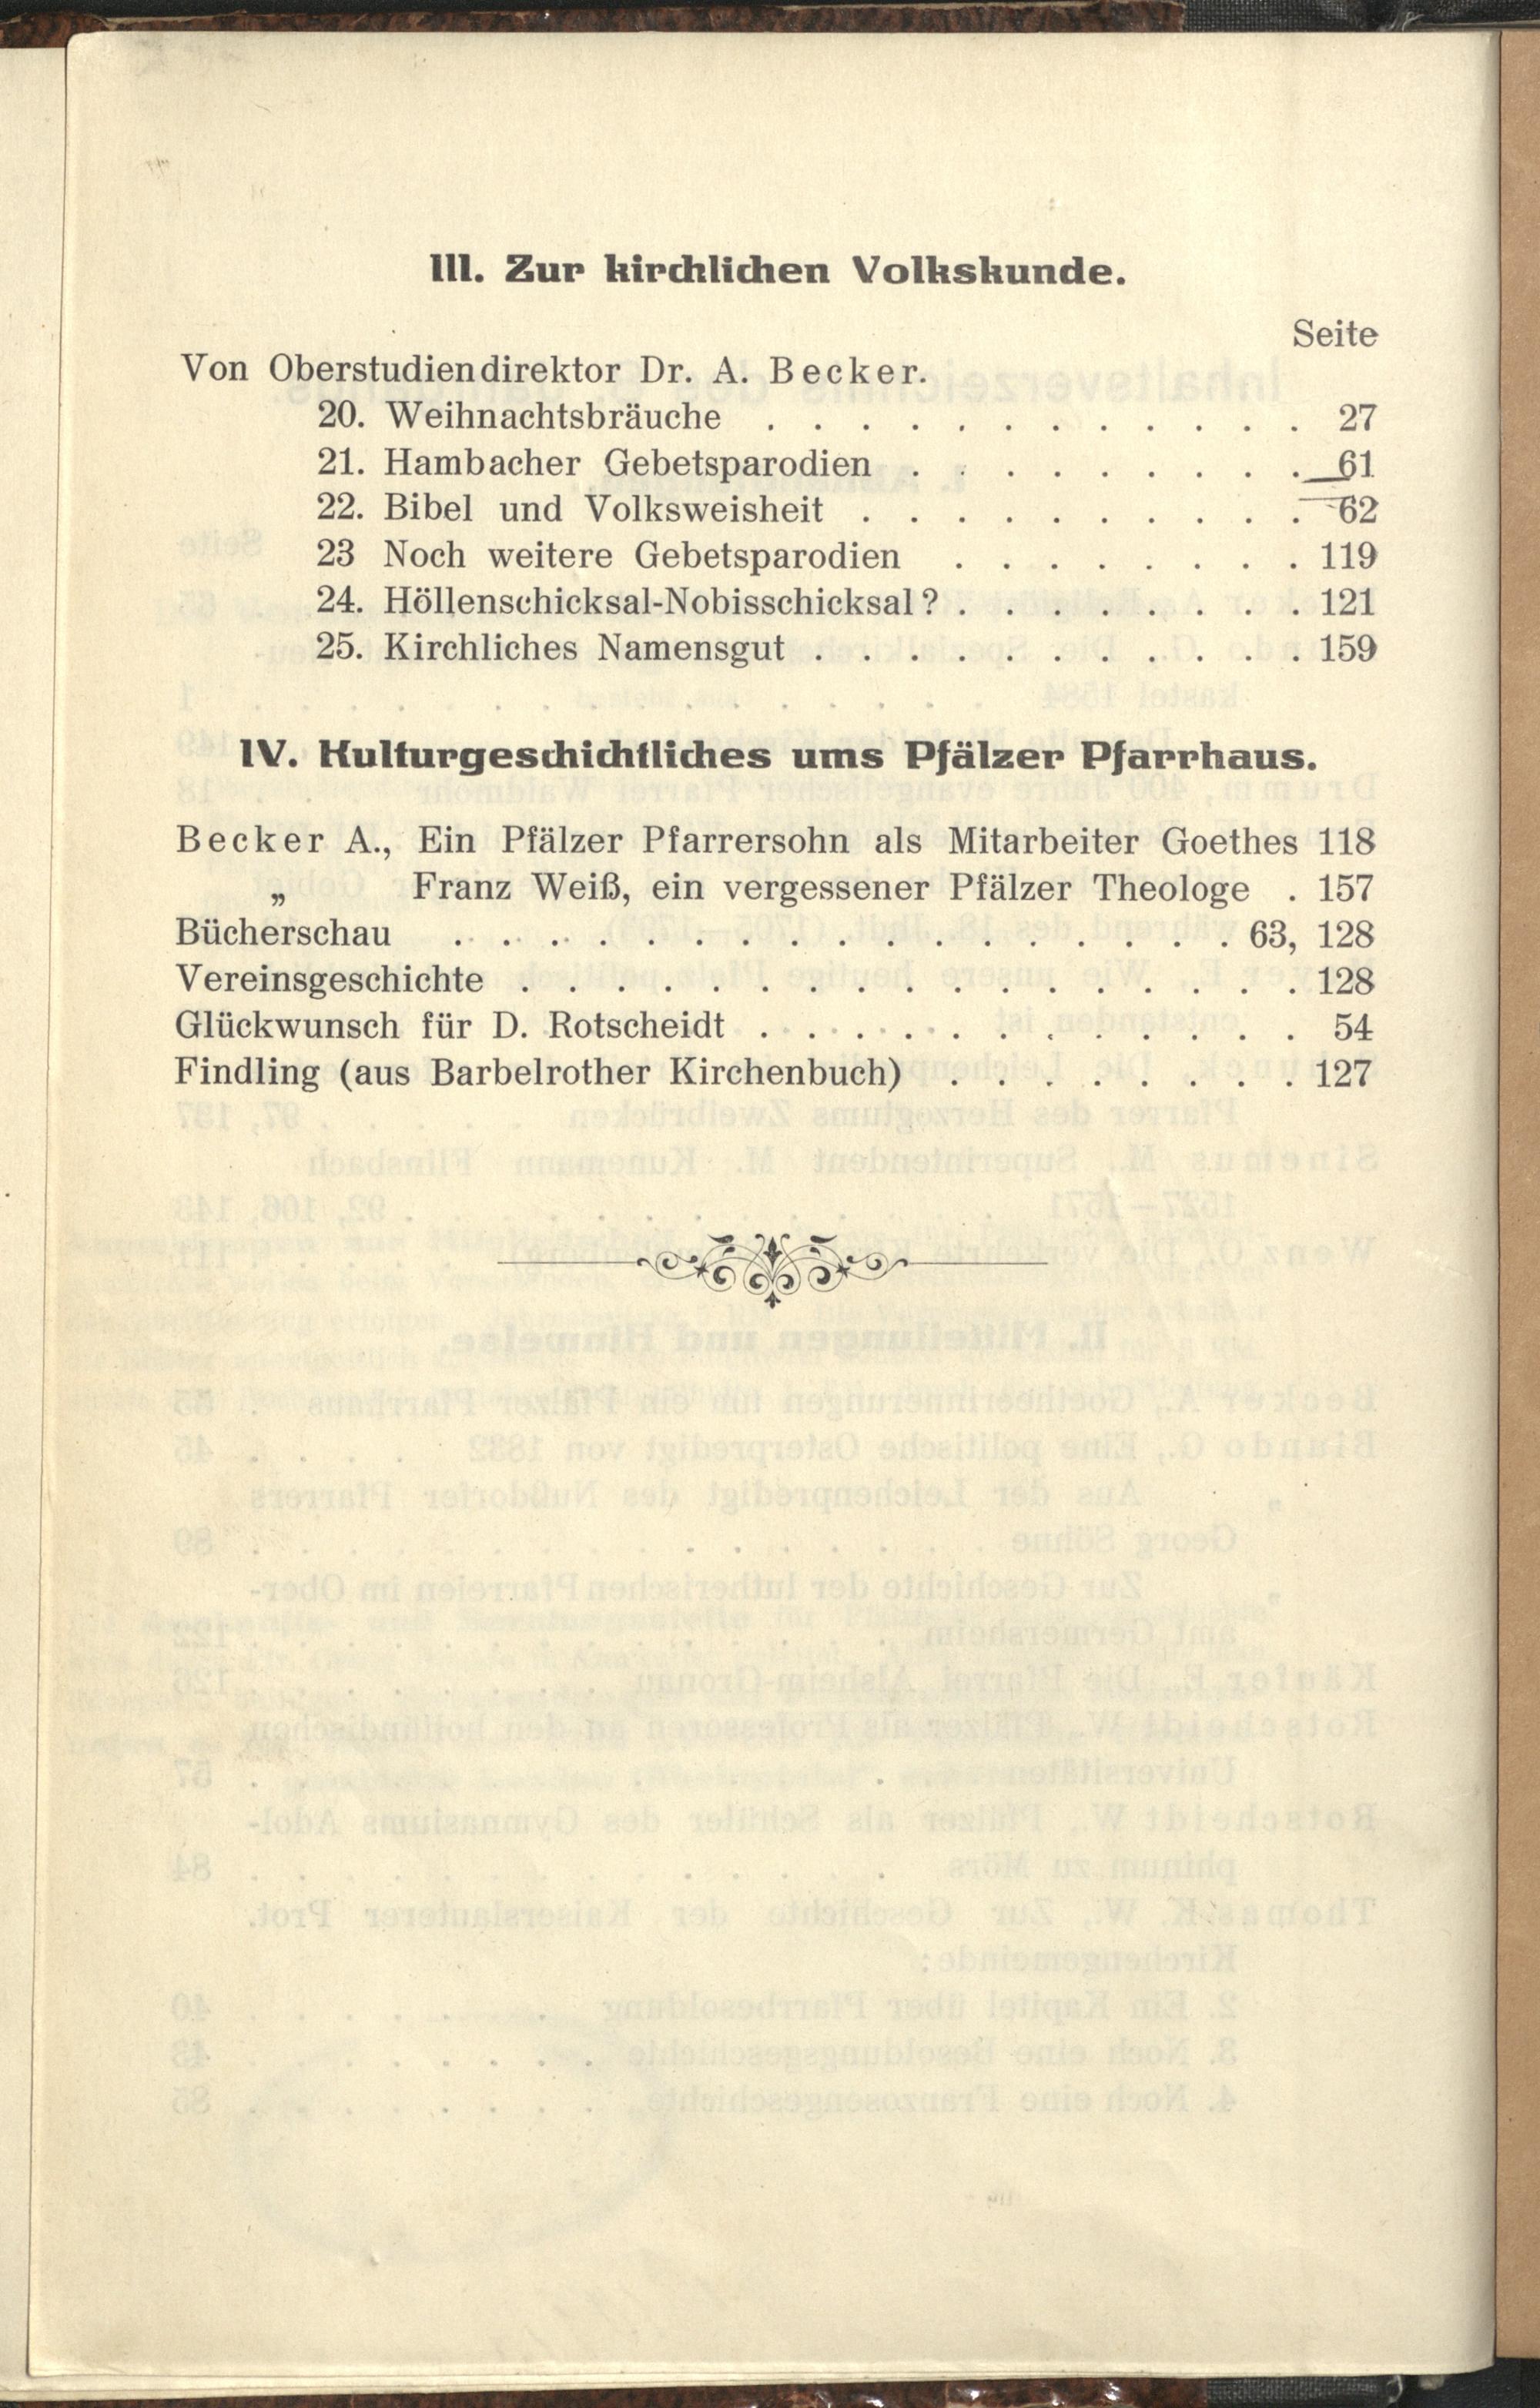 III. Zur kirchlichen Volkskunde.
Seite
Von Oberstudiendirektor Dr. A. Becker.
20. Weihnachtsbräuche . . . . . . . . . . . . 27
21. Hambacher Gebetsparodien . . . . . . . . . 61
22. Bibel und Volksweisheit . . . . . . . . . . 62
23 Noch weitere Gebetsparodien . . . . . . . . 119
24. Höllenschicksal-Nobisschicksal? . . . . . . . . 121
25. Kirchliches Namensgut . . . . . . . . . . . 159
IV. Kulturgeschichtliches ums Pfälzer Pfarrhaus.
Becker A., Ein Pfälzer Pfarrersohn als Mitarbeiter Goethes 118
„ Franz Weiß, ein vergessener Pfälzer Theologe . 157
Bücherschau . . . . . . . . . . . . . . . . . 63, 128
Vereinsgeschichte . . . . . . . . . . . . . . . . . 128
Glückwunsch für D. Rotscheidt . . . . . . . . . . . . 54
Findling (aus Barbelrother Kirchenbuch) . . . . . . . . 127